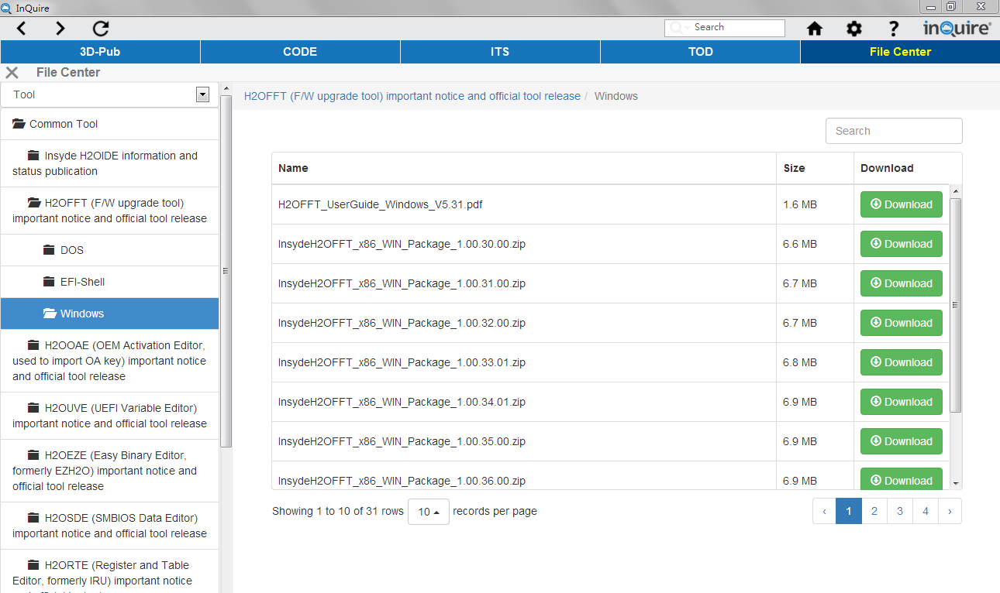 InQuire
Search
inQuire®
3D-Pub
CODE
ITS
TOD
File Center
File Center
Tool
Common Tool
Insyde H2OIDE information and
status publication
H2OFFT (F/W upgrade tool)
important notice and official tool release
DOS
EFI-Shell
Windows
H2OOAE (OEM Activation Editor,
used to import OA key) important notice
and official tool release
H2OUVE (UEFI Variable Editor)
important notice and official tool release
H2OEZE (Easy Binary Editor,
formerly EZH2O) important notice and
official tool release
H2OSDE (SMBIOS Data Editor)
important notice and official tool release
H2ORTE (Register and Table
Editor, formerly IRU) important notice
H2OFFT (F/W upgrade tool) important notice and official tool release / Windows
Search
Name Size Download
H2OFFT_UserGuide_Windows_V5.31.pdf 1.6 MB Download
InsydeH2OFFT_x86_WIN_Package_1.00.30.00.zip 6.6 MB Download
InsydeH2OFFT_x86_WIN_Package_1.00.31.00.zip 6.7 MB Download
InsydeH2OFFT_x86_WIN_Package_1.00.32.00.zip 6.7 MB Download
InsydeH2OFFT_x86_WIN_Package_1.00.33.01.zip 6.8 MB Download
InsydeH2OFFT_x86_WIN_Package_1.00.34.01.zip 6.9 MB Download
InsydeH2OFFT_x86_WIN_Package_1.00.35.00.zip 6.9 MB Download
InsydeH2OFFT_x86_WIN_Package_1.00.36.00.zip 6.9 MB Download
Showing 1 to 10 of 31 rows 10 records per page
‹ 1 2 3 4 ›